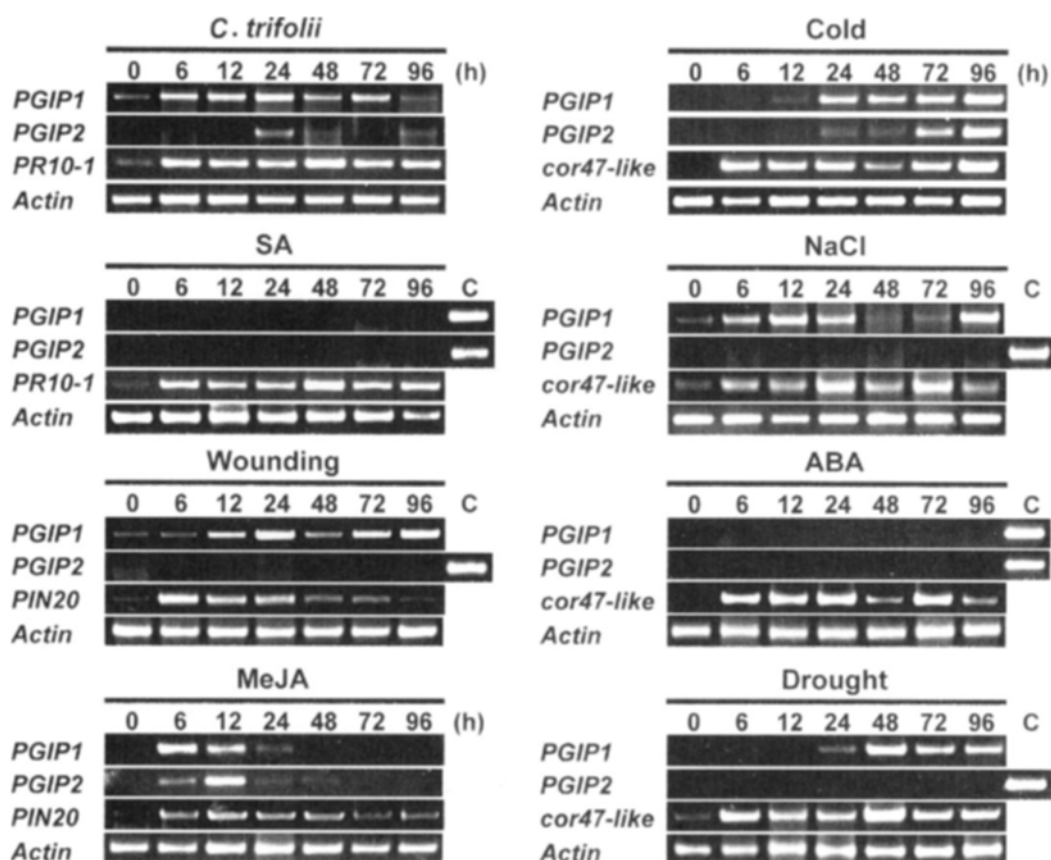 C. trifolii
0 6 12 24 48 72 96 (h)
PGIP1
PGIP2
PR10-1
Actin
Cold
0 6 12 24 48 72 96 (h)
PGIP1
PGIP2
cor47-like
Actin
SA
0 6 12 24 48 72 96 C
PGIP1
PGIP2
PR10-1
Actin
NaCl
0 6 12 24 48 72 96 C
PGIP1
PGIP2
cor47-like
Actin
Wounding
0 6 12 24 48 72 96 C
PGIP1
PGIP2
PIN20
Actin
ABA
0 6 12 24 48 72 96 C
PGIP1
PGIP2
cor47-like
Actin
MeJA
0 6 12 24 48 72 96 (h)
PGIP1
PGIP2
PIN20
Actin
Drought
0 6 12 24 48 72 96 C
PGIP1
PGIP2
cor47-like
Actin